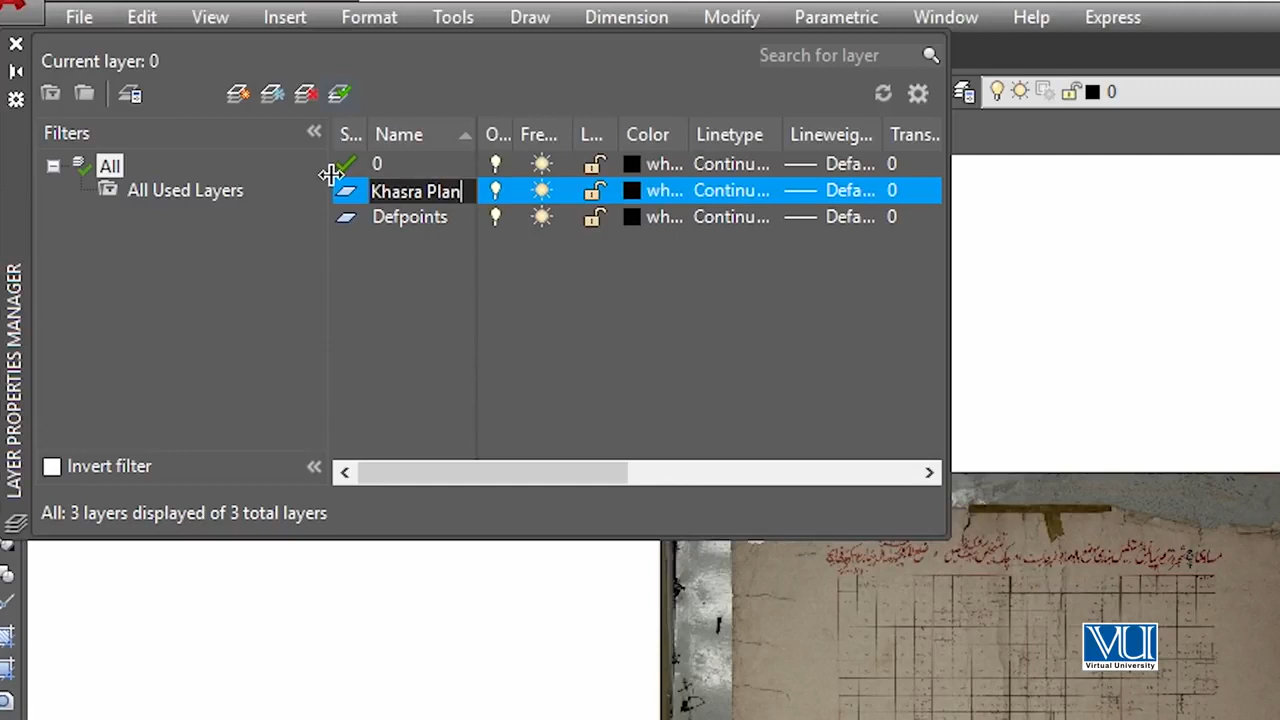 File Edit View Insert Format Tools Draw Dimension Modify Parametric Window Help Express
Current layer: 0
Search for layer
0
Filters
S... Name O... Fre... L... Color Linetype Lineweig... Trans..
All
All Used Layers
0 wh... Continu... Defa... 0
Khasra Plan wh... Continu... Defa... 0
Defpoints wh... Continu... Defa... 0
LAYER PROPERTIES MANAGER
Invert filter
All: 3 layers displayed of 3 total layers
VU
Virtual University